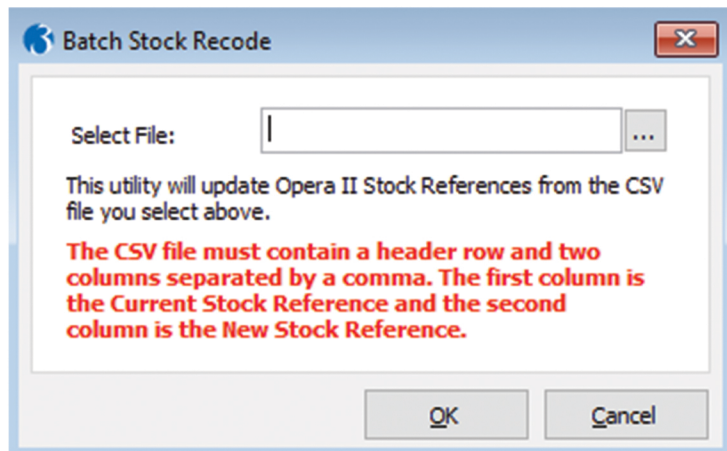 Batch Stock Recode
Select File:
...
This utility will update Opera II Stock References from the CSV
file you select above.
The CSV file must contain a header row and two
columns separated by a comma. The first column is
the Current Stock Reference and the second
column is the New Stock Reference.
OK
Cancel